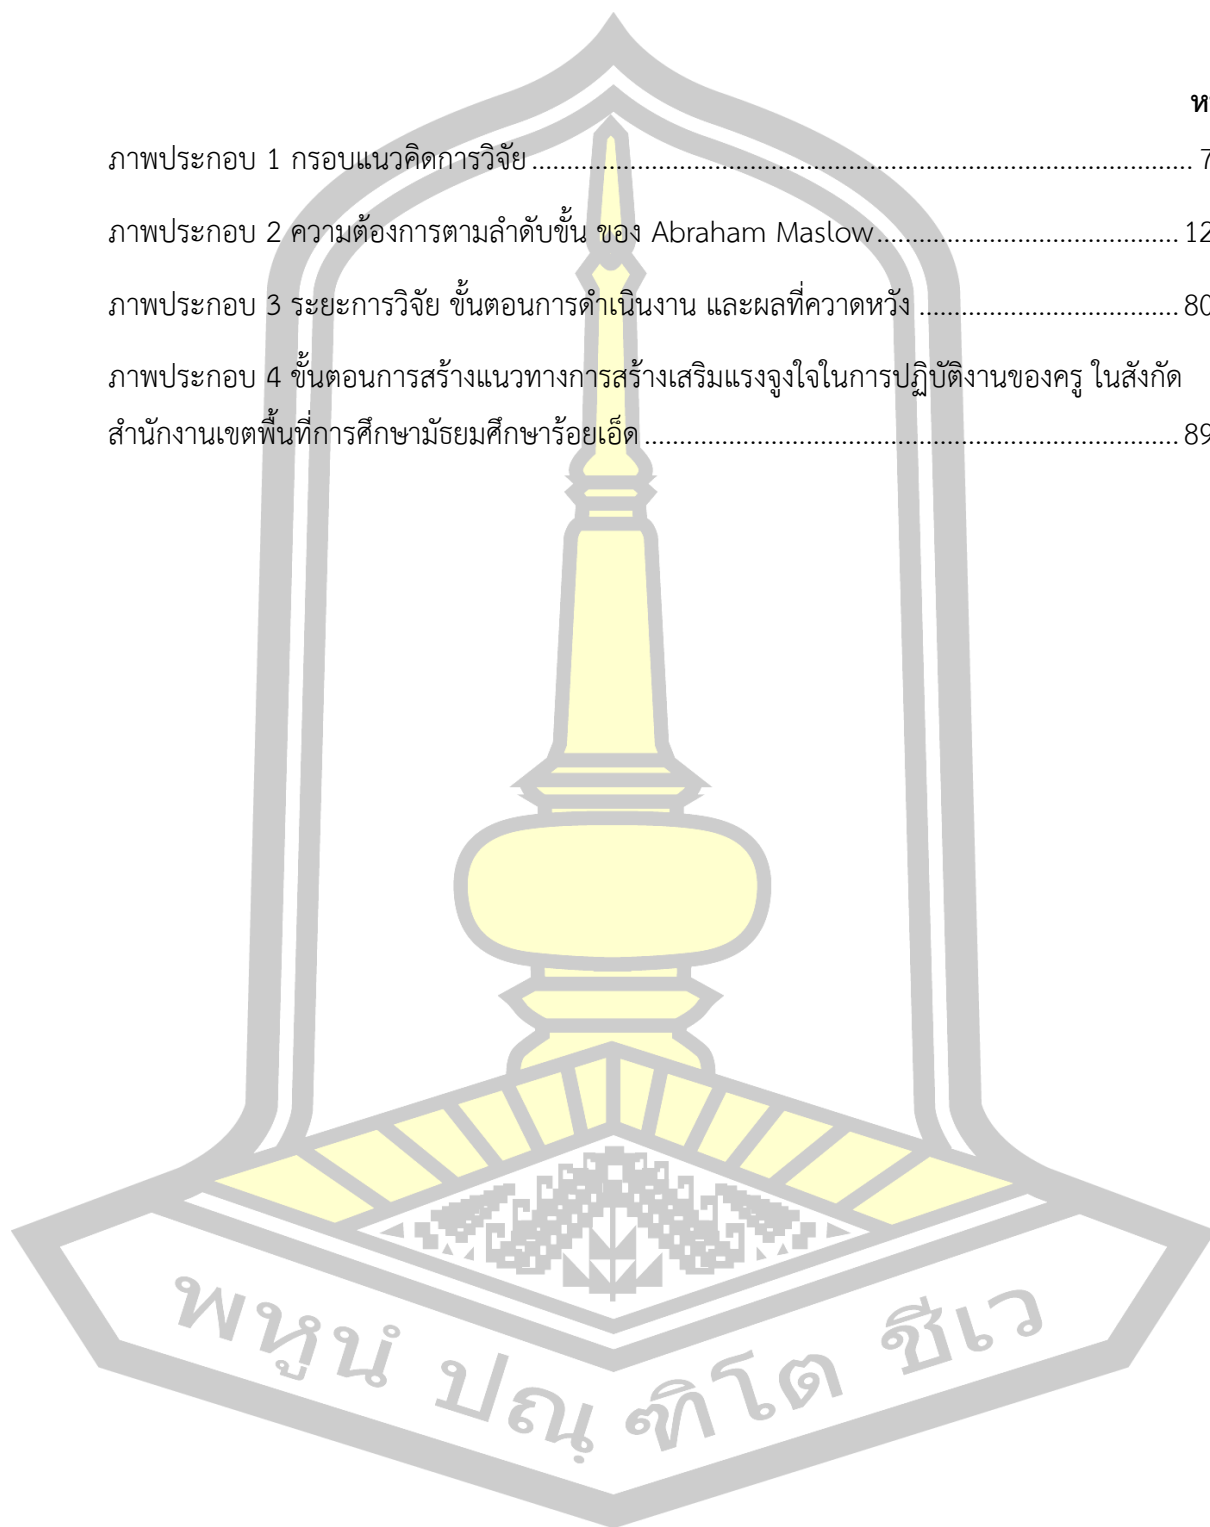 ภาพประกอบ 1 กรอบแนวคิดการวิจัย ........................................................................................ 7
ภาพประกอบ 2 ความต้องการตามลำดับขั้น ของ Abraham Maslow........................................ 12
ภาพประกอบ 3 ระยะการวิจัย ขั้นตอนการดำเนินงาน และผลที่ควาดหวัง .................................. 80
ภาพประกอบ 4 ขั้นตอนการสร้างแนวทางการสร้างเสริมแรงจูงใจในการปฏิบัติงานของครู ในสังกัด
สำนักงานเขตพื้นที่การศึกษามัธยมศึกษาร้อยเอ็ด ....................................................................... 89
พหูนํ ปณฺฑิโต ชีเว